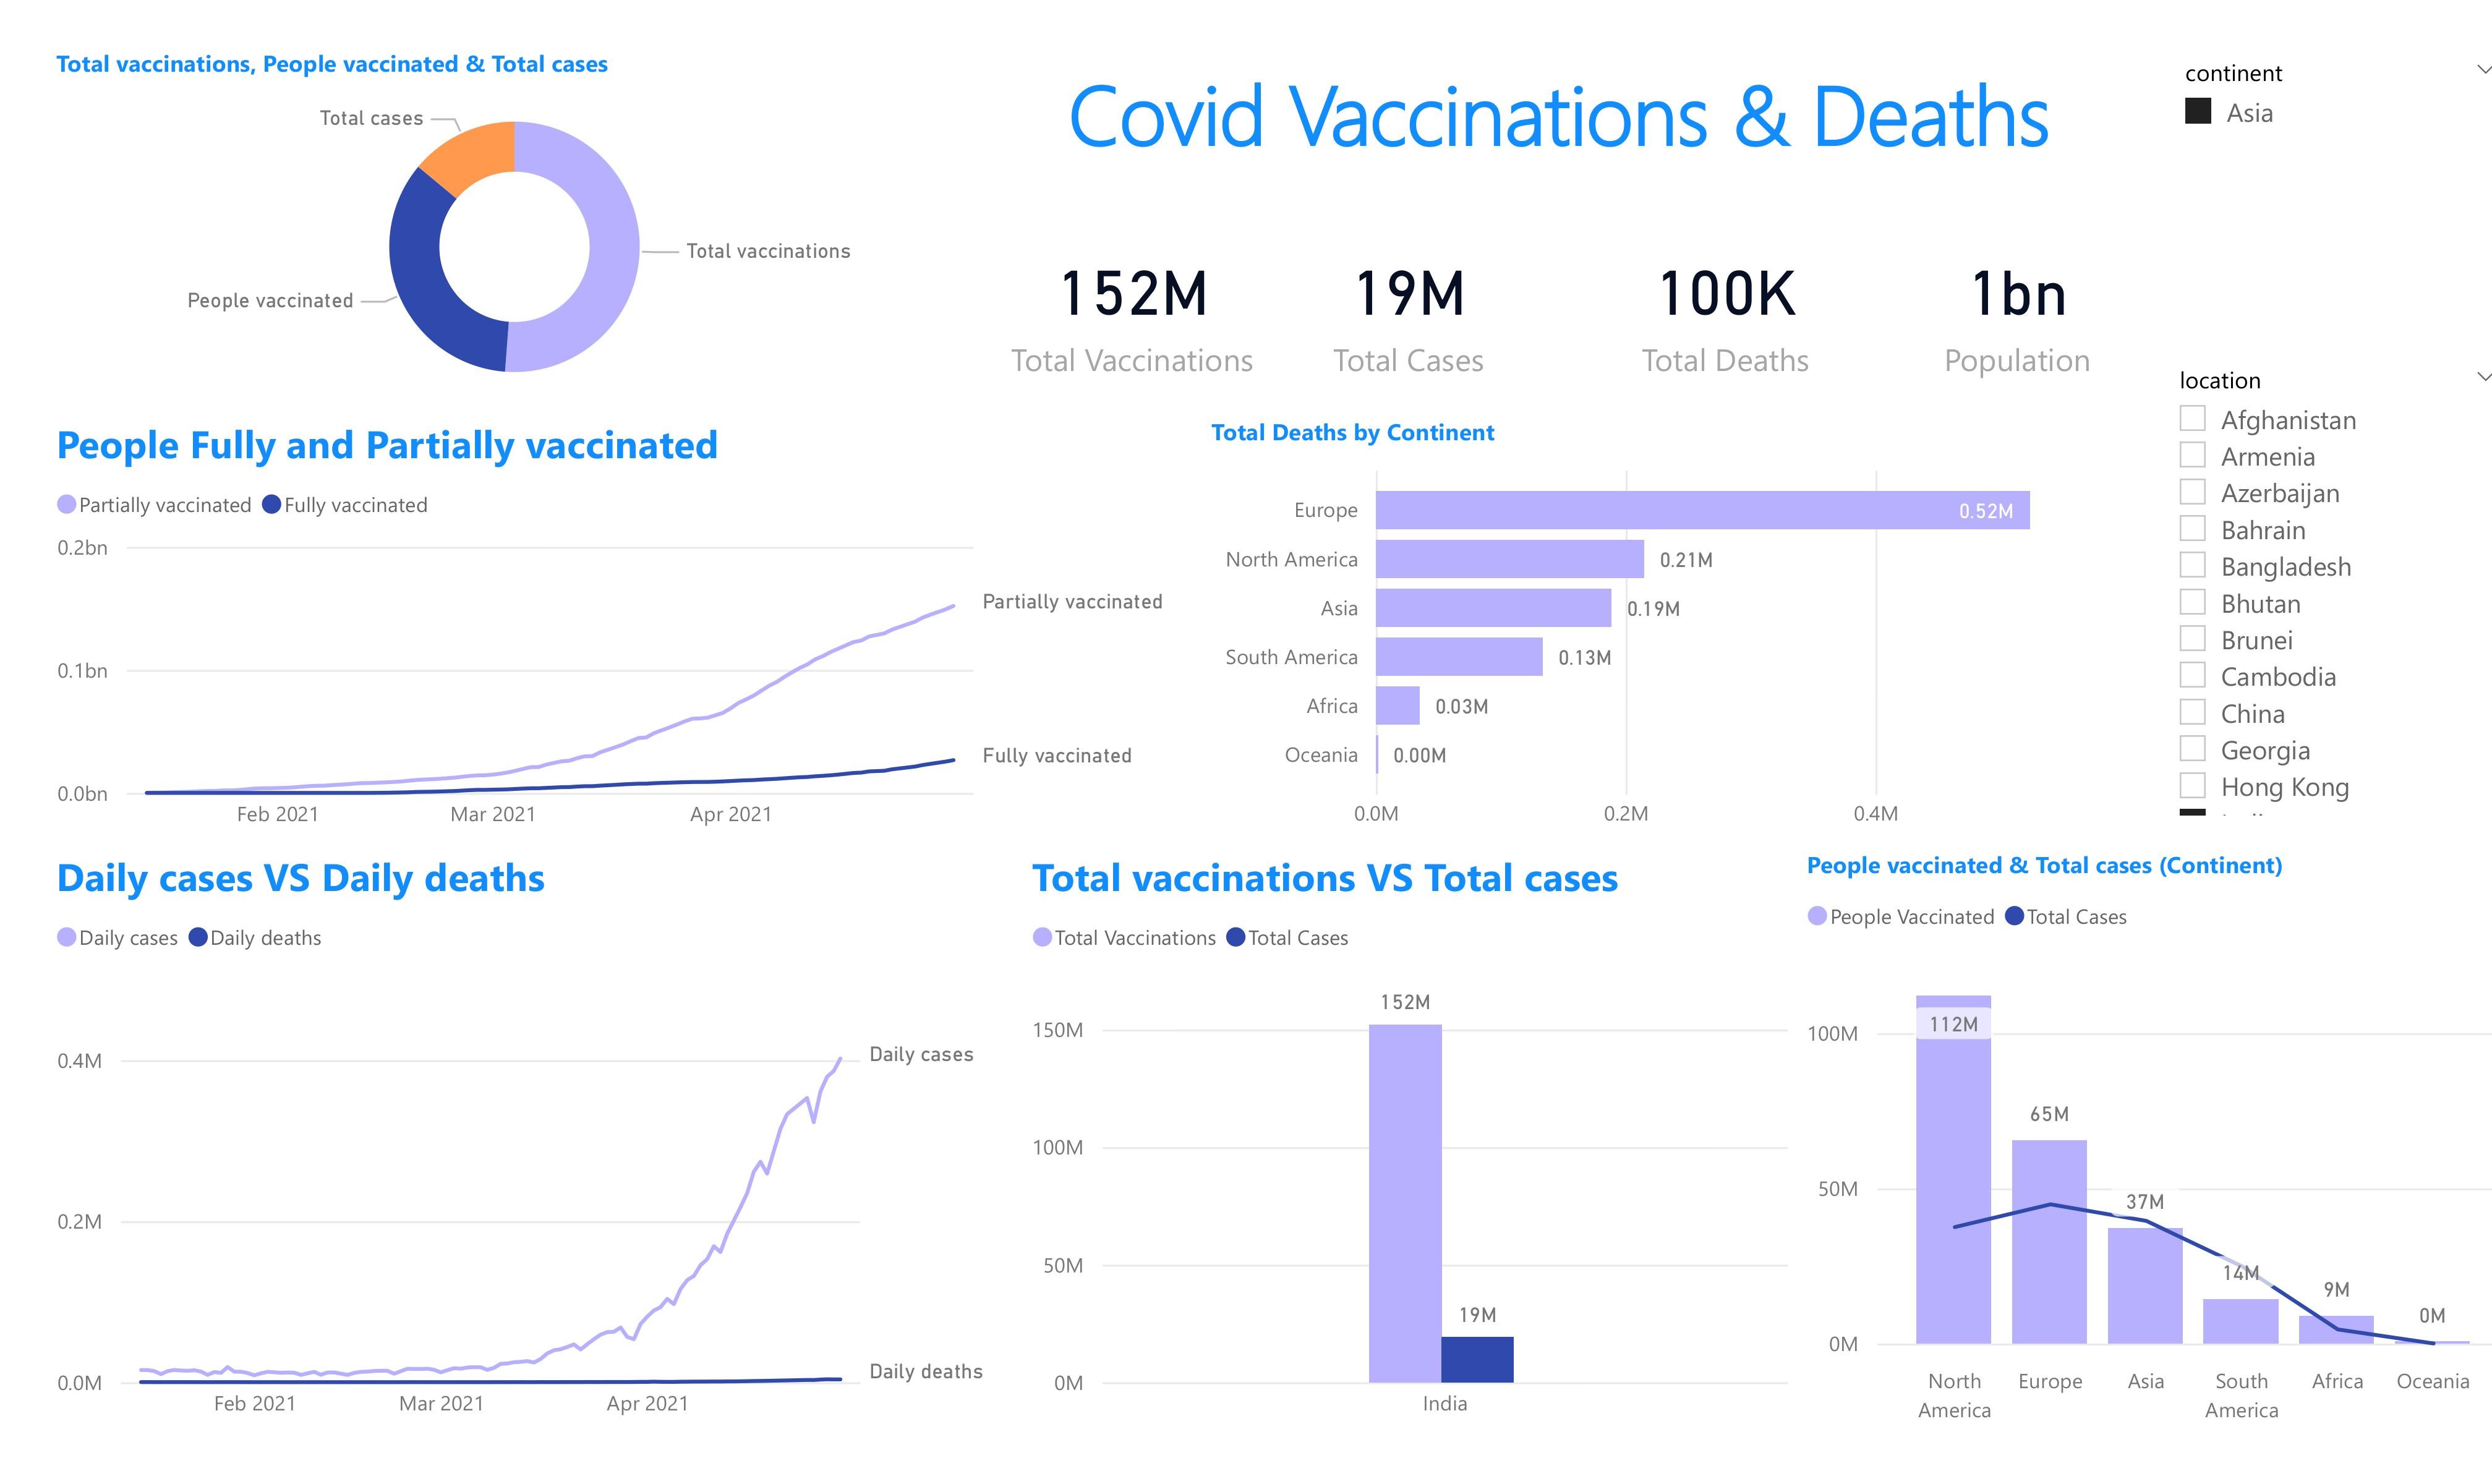 Total vaccinations, People vaccinated & Total cases
Total cases
Total vaccinations
People vaccinated
Covid Vaccinations & Deaths
152M
Total Vaccinations
19M
Total Cases
100K
Total Deaths
1bn
Population
continent
Asia
location
Afghanistan
Armenia
Azerbaijan
Bahrain
Bangladesh
Bhutan
Brunei
Cambodia
China
Georgia
Hong Kong
People Fully and Partially vaccinated
Partially vaccinated Fully vaccinated
0.2bn
0.1bn
0.0bn
Partially vaccinated
Fully vaccinated
Feb 2021 Mar 2021 Apr 2021
Total Deaths by Continent
Europe 0.52M
North America 0.21M
Asia 0.19M
South America 0.13M
Africa 0.03M
Oceania 0.00M
0.0M 0.2M 0.4M
Daily cases VS Daily deaths
Daily cases Daily deaths
0.4M
0.2M
0.0M
Daily cases
Daily deaths
Feb 2021 Mar 2021 Apr 2021
Total vaccinations VS Total cases
Total Vaccinations Total Cases
152M
150M
100M
50M
19M
0M
India
People vaccinated & Total cases (Continent)
People Vaccinated Total Cases
100M
50M
0M
112M
65M
37M
14M
9M
0M
North America
Europe
Asia
South America
Africa
Oceania